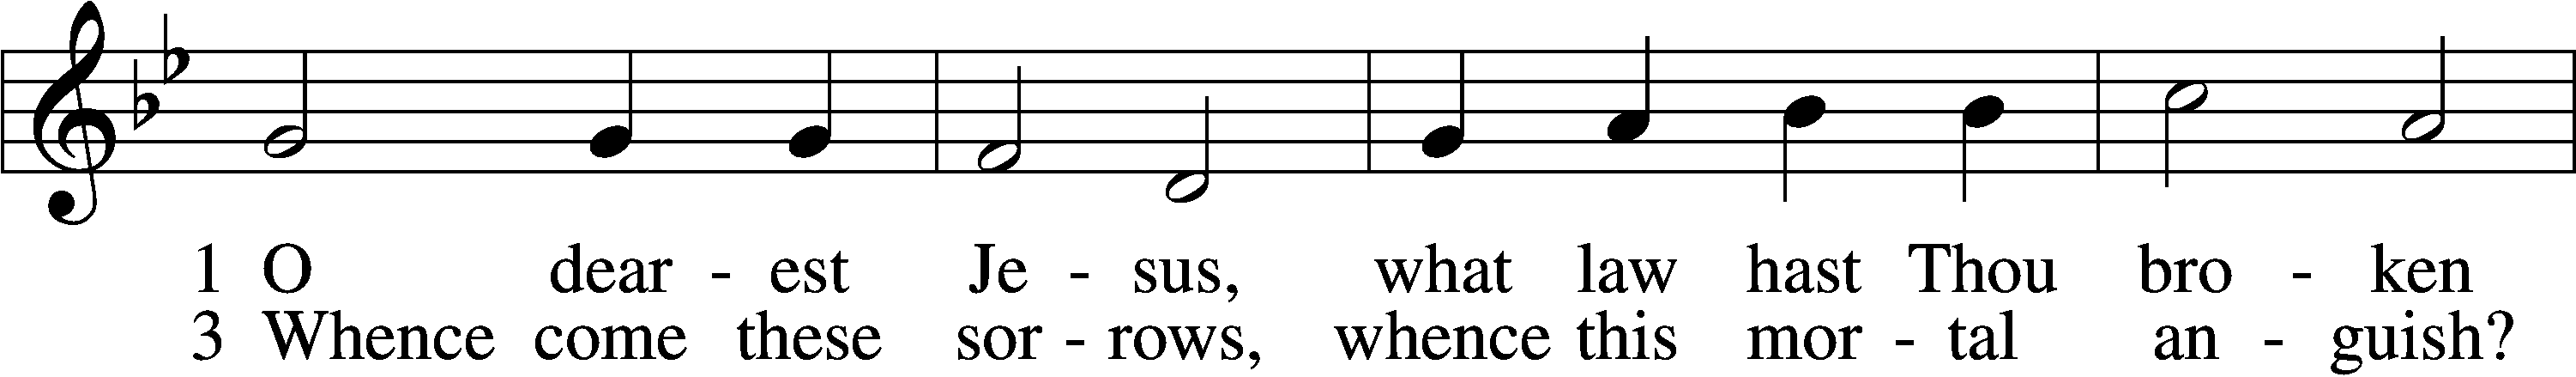 1 O dear - est Je - sus, what law hast Thou bro - ken
3 Whence come these sor - rows, whence this mor - tal an - guish?